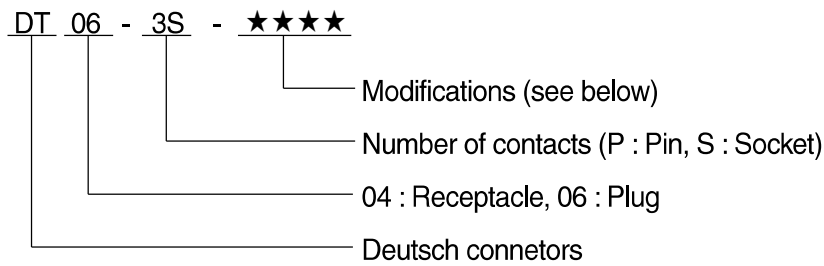 DT 06 - 3S - ★★★★
Modifications (see below)
Number of contacts (P : Pin, S : Socket)
04 : Receptacle, 06 : Plug
Deutsch connetors